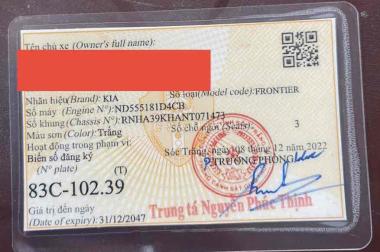 Tên chủ xe (Owner's full name):
Nhãn hiệu(Brand): KIA
Số loại(Model code):FRONTIER
Số máy (Engine N°):ND555181D4CB
Số khung(Chassis N°):RNHA39KHANT071473
Màu sơn(Color):Trắng
Số chỗ ngồi (Seats): 3
Hoạt động trong phạm vi:
Biển số đăng ký
(N° plate)
Sóc Trăng,ngày 08 tháng 12 năm 2022
P.TRƯỞNG PHÒNG
83C-102.39
Giá trị đến ngày
(Date of expiry): 31/12/2047
Trung tá Nguyễn Phúc Thịnh